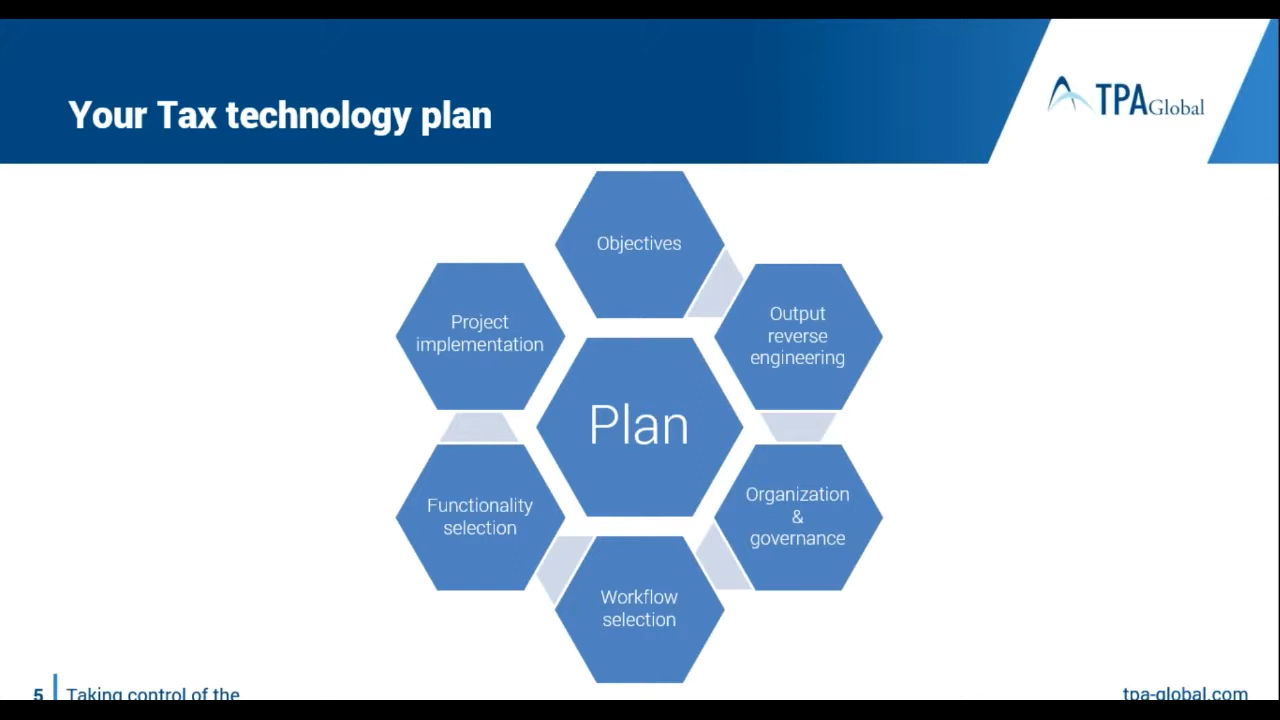 Your Tax technology plan
TPA Global
Objectives
Output
reverse
engineering
Project
implementation
Plan
Organization
&
governance
Functionality
selection
Workflow
selection
5
Taking control of the
tpa-global.com